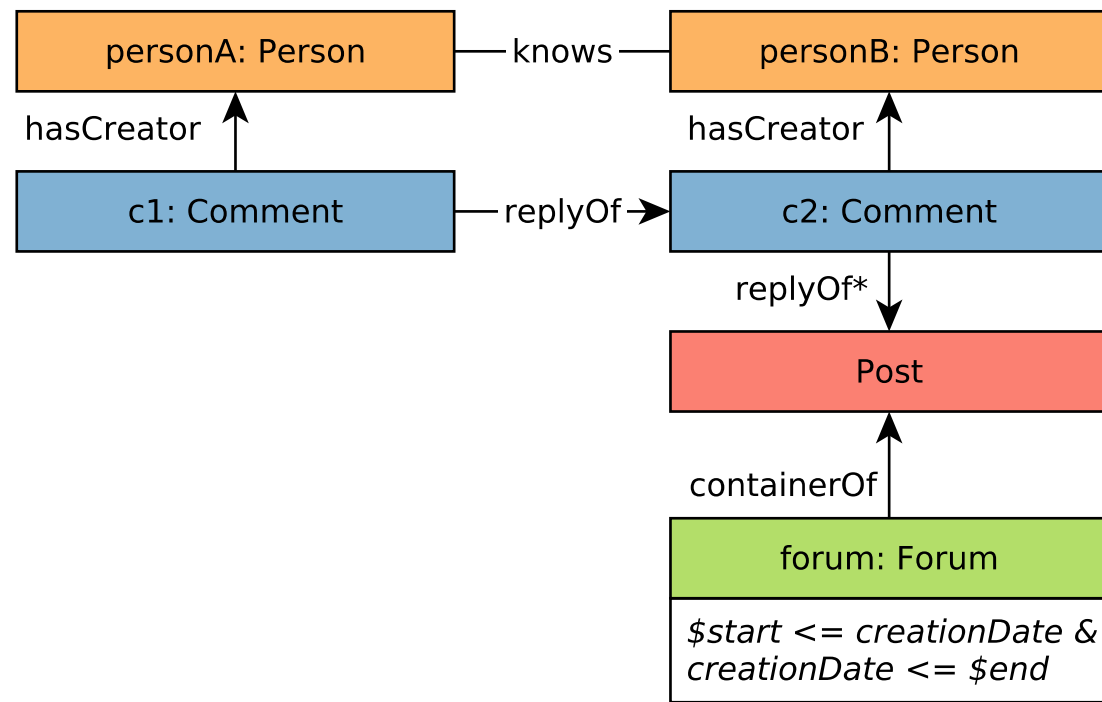 personA: Person
knows
personB: Person
hasCreator
hasCreator
c1: Comment
replyOf
c2: Comment
replyOf*
Post
containerOf
forum: Forum
$start <= creationDate &
creationDate <= $end